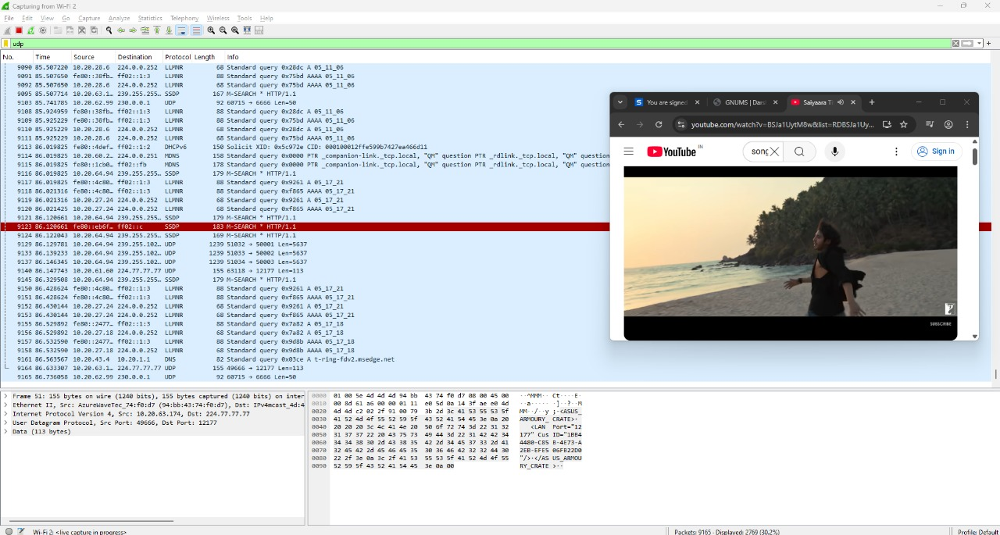 Capturing from Wi-Fi 2
File Edit View Go Capture Analyze Statistics Telephony Wireless Tools Help
udp
No. Time Source Destination Protocol Length Info
9090 85.507220 10.20.28.6 224.0.0.252 LLMNR 68 Standard query 0x28dc A 05_11_06
9091 85.507650 fe80::38fb… ff02::1:3 LLMNR 88 Standard query 0x75bd AAAA 05_11_06
9092 85.507650 10.20.28.6 224.0.0.252 LLMNR 68 Standard query 0x75bd AAAA 05_11_06
9095 85.507714 10.20.63.1… 239.255.255… SSDP 167 M-SEARCH * HTTP/1.1
9103 85.741785 10.20.62.99 230.0.0.1 UDP 92 60715 → 6666 Len=50
9108 85.924959 fe80::38fb… ff02::1:3 LLMNR 88 Standard query 0x28dc A 05_11_06
9109 85.925229 fe80::38fb… ff02::1:3 LLMNR 88 Standard query 0x75bd AAAA 05_11_06
9110 85.925229 10.20.28.6 224.0.0.252 LLMNR 68 Standard query 0x28dc A 05_11_06
9111 85.925229 10.20.28.6 224.0.0.252 LLMNR 68 Standard query 0x75bd AAAA 05_11_06
9113 86.019825 fe80::4def… ff02::1:2 DHCPv6 150 Solicit XID: 0x5c972e CID: 000100012ffe599b7427ea466d11
9114 86.019825 10.20.60.2… 224.0.0.251 MDNS 158 Standard query 0x0000 PTR _companion-link._tcp.local, "QM" question PTR _rdlink._tcp.local, "QM" question
9115 86.019825 fe80::1cb0… ff02::fb MDNS 178 Standard query 0x0000 PTR _companion-link._tcp.local, "QM" question PTR _rdlink._tcp.local, "QM" question
9116 86.019825 10.20.64.94 239.255.255… SSDP 179 M-SEARCH * HTTP/1.1
9117 86.019825 fe80::4c80… ff02::1:3 LLMNR 88 Standard query 0x9261 A 05_17_21
9118 86.021316 fe80::4c80… ff02::1:3 LLMNR 88 Standard query 0xf865 AAAA 05_17_21
9119 86.021316 10.20.27.24 224.0.0.252 LLMNR 68 Standard query 0x9261 A 05_17_21
9120 86.021425 10.20.27.24 224.0.0.252 LLMNR 68 Standard query 0xf865 AAAA 05_17_21
9121 86.120661 10.20.64.94 239.255.255… SSDP 179 M-SEARCH * HTTP/1.1
9123 86.120661 fe80::eb6f… ff02::c SSDP 183 M-SEARCH * HTTP/1.1
9124 86.122043 10.20.64.94 239.255.255… SSDP 169 M-SEARCH * HTTP/1.1
9129 86.129781 10.20.64.94 239.255.102… UDP 1239 51032 → 50001 Len=5637
9133 86.139233 10.20.64.94 239.255.102… UDP 1239 51033 → 50002 Len=5637
9137 86.146345 10.20.64.94 239.255.102… UDP 1239 51034 → 50003 Len=5637
9140 86.147743 10.20.61.60 224.77.77.77 UDP 155 63118 → 12177 Len=113
9145 86.329508 10.20.64.94 239.255.255… SSDP 179 M-SEARCH * HTTP/1.1
9150 86.428624 fe80::4c80… ff02::1:3 LLMNR 88 Standard query 0x9261 A 05_17_21
9151 86.428624 fe80::4c80… ff02::1:3 LLMNR 88 Standard query 0xf865 AAAA 05_17_21
9152 86.430144 10.20.27.24 224.0.0.252 LLMNR 68 Standard query 0x9261 A 05_17_21
9153 86.430144 10.20.27.24 224.0.0.252 LLMNR 68 Standard query 0xf865 AAAA 05_17_21
9155 86.529892 fe80::2477… ff02::1:3 LLMNR 88 Standard query 0x7a82 A 05_17_18
9156 86.529892 10.20.27.18 224.0.0.252 LLMNR 68 Standard query 0x7a82 A 05_17_18
9157 86.532590 fe80::2477… ff02::1:3 LLMNR 88 Standard query 0x9d8b AAAA 05_17_18
9158 86.532590 10.20.27.18 224.0.0.252 LLMNR 68 Standard query 0x9d8b AAAA 05_17_18
9161 86.563567 10.20.43.4 10.20.1.1 DNS 82 Standard query 0x03ce A t-ring-fdv2.msedge.net
9164 86.633307 10.20.63.1… 224.77.77.77 UDP 155 49666 → 12177 Len=113
9165 86.736058 10.20.62.99 230.0.0.1 UDP 92 60715 → 6666 Len=50
You are signed GNUMS | Dars Saiyaara Ti
youtube.com/watch?v=BSJa1UytM8w&list=RDBSJa1Uy...
YouTube IN song Sign in
SUBSCRIBE
Frame 51: 155 bytes on wire (1240 bits), 155 bytes captured (1240 bits) on inter
Ethernet II, Src: AzureWaveTec_74:f0:d7 (94:bb:43:74:f0:d7), Dst: IPv4mcast_4d:4
Internet Protocol Version 4, Src: 10.20.63.174, Dst: 224.77.77.77
User Datagram Protocol, Src Port: 49666, Dst Port: 12177
Data (113 bytes)
0000 01 00 5e 4d 4d 4d 94 bb 43 74 f0 d7 08 00 45 00 ··^MMM·· Ct····E·
0010 00 8d 61 a6 00 00 01 11 e0 5d 0a 14 3f ae e0 4d ··a····· ·]··?··M
0020 4d 4d c2 02 2f 91 00 79 3b 2d 3c 41 53 55 53 5f MM··/··y ;-<ASUS_
0030 41 52 4d 4f 55 52 59 5f 43 52 41 54 45 3e 0a 20 ARMOURY_ CRATE>·
0040 20 20 20 3c 4c 41 4e 20 50 6f 72 74 3d 22 31 32 <LAN Port="12
0050 31 37 37 22 20 43 75 73 49 44 3d 22 31 42 42 34 177" Cus ID="1BB4
0060 34 34 38 30 2d 43 38 35 42 2d 34 45 37 33 2d 41 4480-C85 B-4E73-A
0070 32 45 42 2d 45 46 45 35 30 36 46 42 32 32 44 30 2EB-EFE5 06FB22D0
0080 22 2f 3e 0a 3c 2f 41 53 55 53 5f 41 52 4d 4f 55 "/>·</AS US_ARMOU
0090 52 59 5f 43 52 41 54 45 3e 0a 00 RY_CRATE >··
Wi-Fi 2: <live capture in progress> Packets: 9165 · Displayed: 2769 (30.2%) Profile: Default